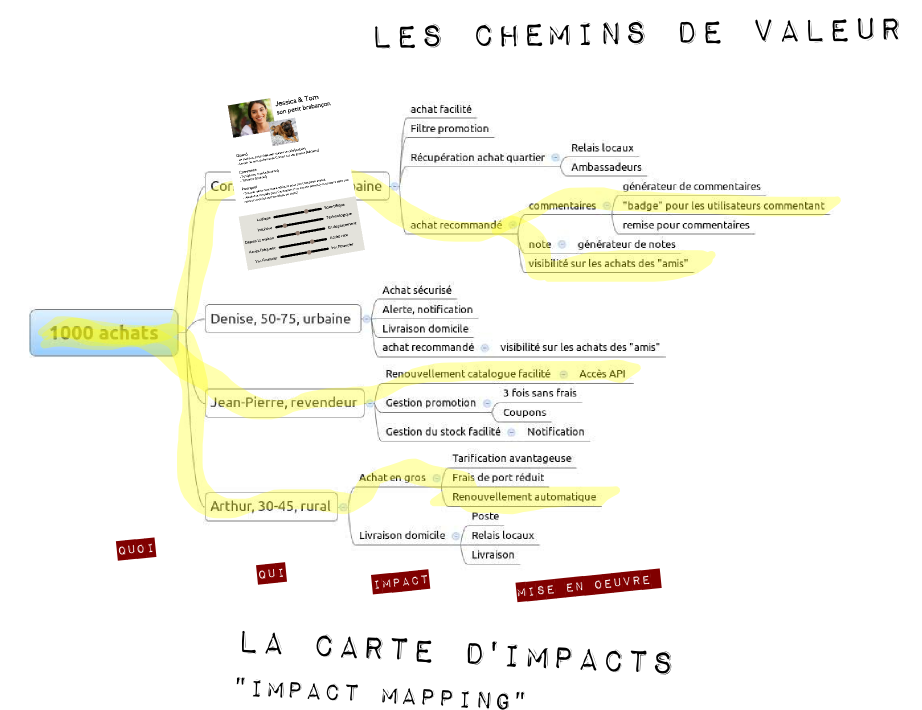 LES CHEMINS DE VALEUR
Jessica & Tom
son petit brabançon
achat facilité
Filtre promotion
Récupération achat quartier
Relais locaux
Ambassadeurs
générateur de commentaires
commentaires
"badge" pour les utilisateurs commentant
remise pour commentaires
achat recommandé
note
générateur de notes
visibilité sur les achats des "amis"
1000 achats
Denise, 50-75, urbaine
Achat sécurisé
Alerte, notification
Livraison domicile
achat recommandé
visibilité sur les achats des "amis"
Jean-Pierre, revendeur
Renouvellement catalogue facilité
Accès API
Gestion promotion
3 fois sans frais
Coupons
Gestion du stock facilité
Notification
Arthur, 30-45, rural
Achat en gros
Tarification avantageuse
Frais de port réduit
Renouvellement automatique
Livraison domicile
Poste
Relais locaux
Livraison
QUOI
QUI
IMPACT
MISE EN OEUVRE
LA CARTE D'IMPACTS
"IMPACT MAPPING"